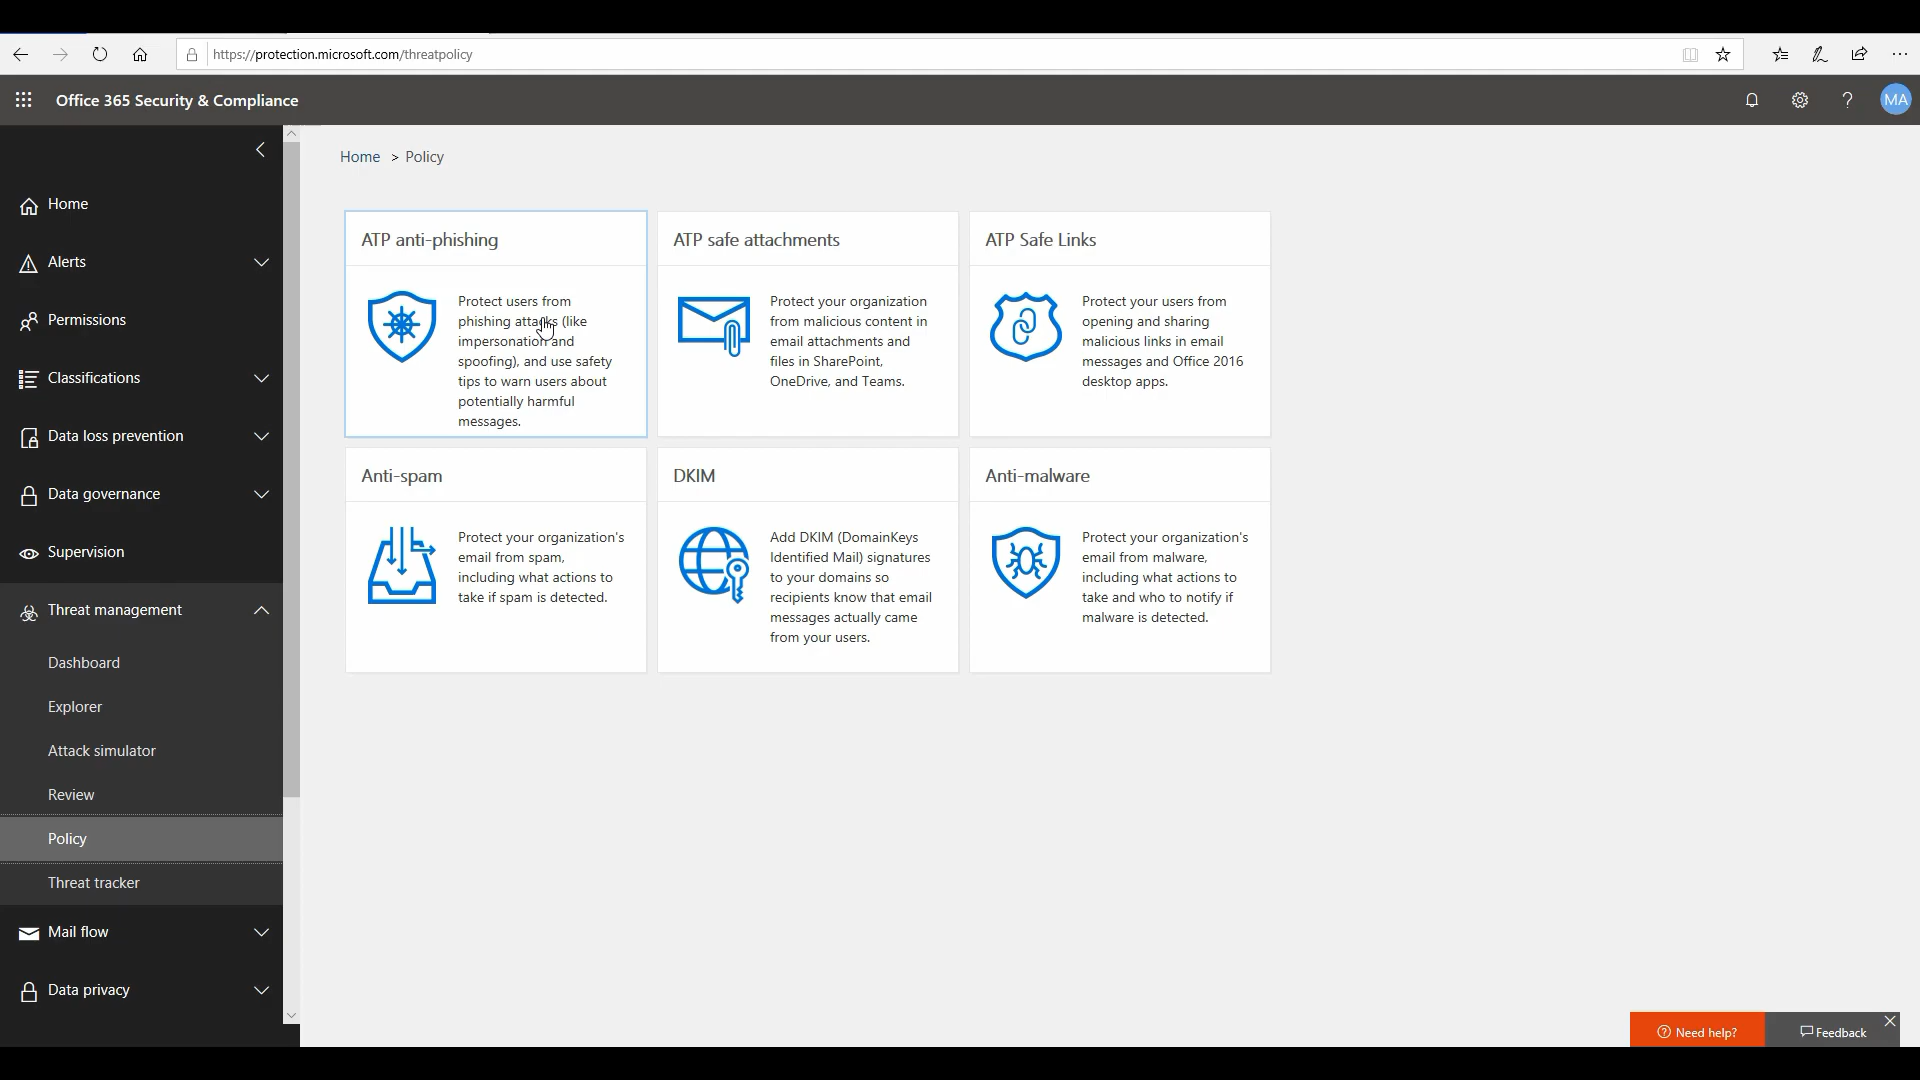 https://protection.microsoft.com/threatpolicy
Office 365 Security & Compliance
?
MA
Home
Alerts
Permissions
Classifications
Data loss prevention
Data governance
Supervision
Threat management
Dashboard
Explorer
Attack simulator
Review
Policy
Threat tracker
Mail flow
Data privacy
Home > Policy
ATP anti-phishing
Protect users from
phishing attacks (like
impersonation and
spoofing), and use safety
tips to warn users about
potentially harmful
messages.
ATP safe attachments
Protect your organization
from malicious content in
email attachments and
files in SharePoint,
OneDrive, and Teams.
ATP Safe Links
Protect your users from
opening and sharing
malicious links in email
messages and Office 2016
desktop apps.
Anti-spam
Protect your organization's
email from spam,
including what actions to
take if spam is detected.
DKIM
Add DKIM (DomainKeys
Identified Mail) signatures
to your domains so
recipients know that email
messages actually came
from your users.
Anti-malware
Protect your organization's
email from malware,
including what actions to
take and who to notify if
malware is detected.
Need help?
Feedback